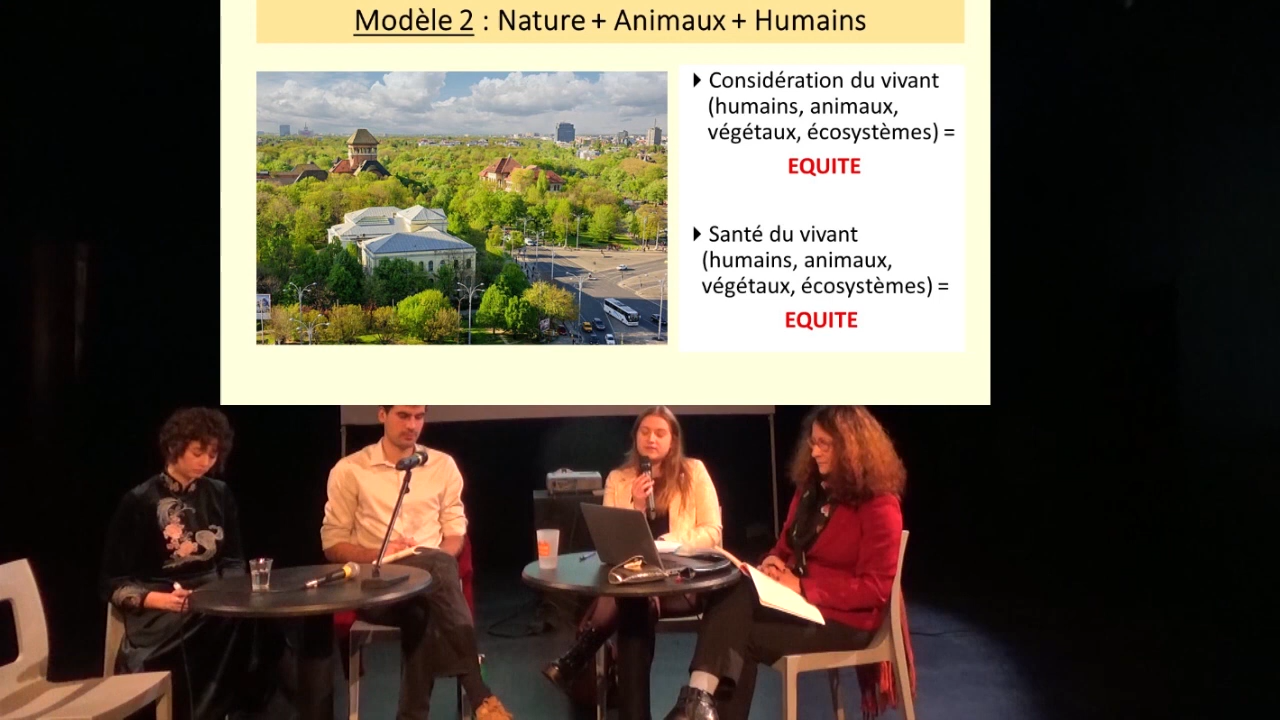 Modèle 2 : Nature + Animaux + Humains
Considération du vivant
(humains, animaux,
végétaux, écosystèmes) =
EQUITE
Santé du vivant
(humains, animaux,
végétaux, écosystèmes) =
EQUITE